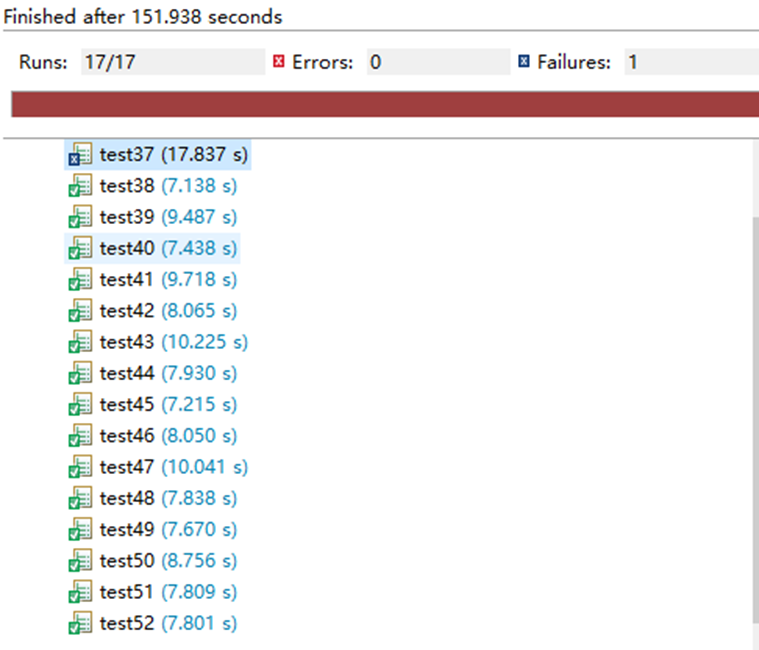 Finished after 151.938 seconds
Runs: 17/17 Errors: 0 Failures: 1
test37 (17.837 s)
test38 (7.138 s)
test39 (9.487 s)
test40 (7.438 s)
test41 (9.718 s)
test42 (8.065 s)
test43 (10.225 s)
test44 (7.930 s)
test45 (7.215 s)
test46 (8.050 s)
test47 (10.041 s)
test48 (7.838 s)
test49 (7.670 s)
test50 (8.756 s)
test51 (7.809 s)
test52 (7.801 s)